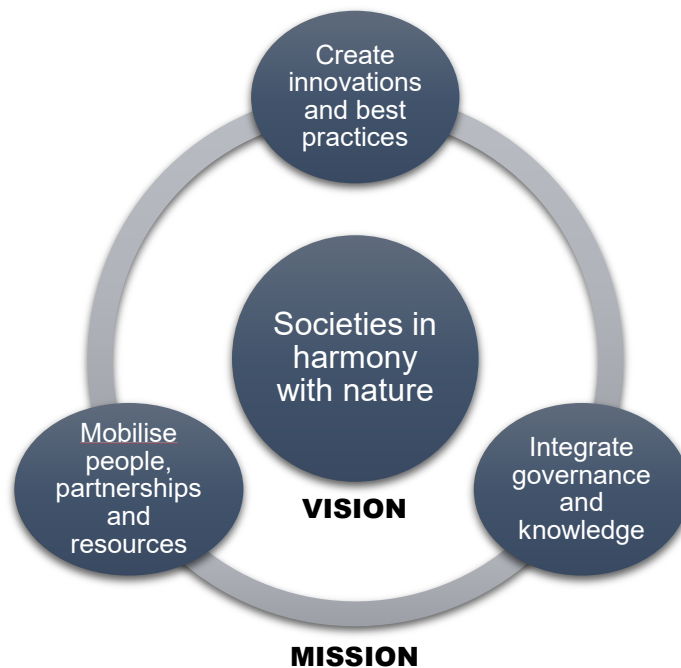 Create
innovations
and best
practices
Societies in
harmony
with nature
Mobilise
people,
partnerships
and
resources
Integrate
governance
and
knowledge
VISION
MISSION